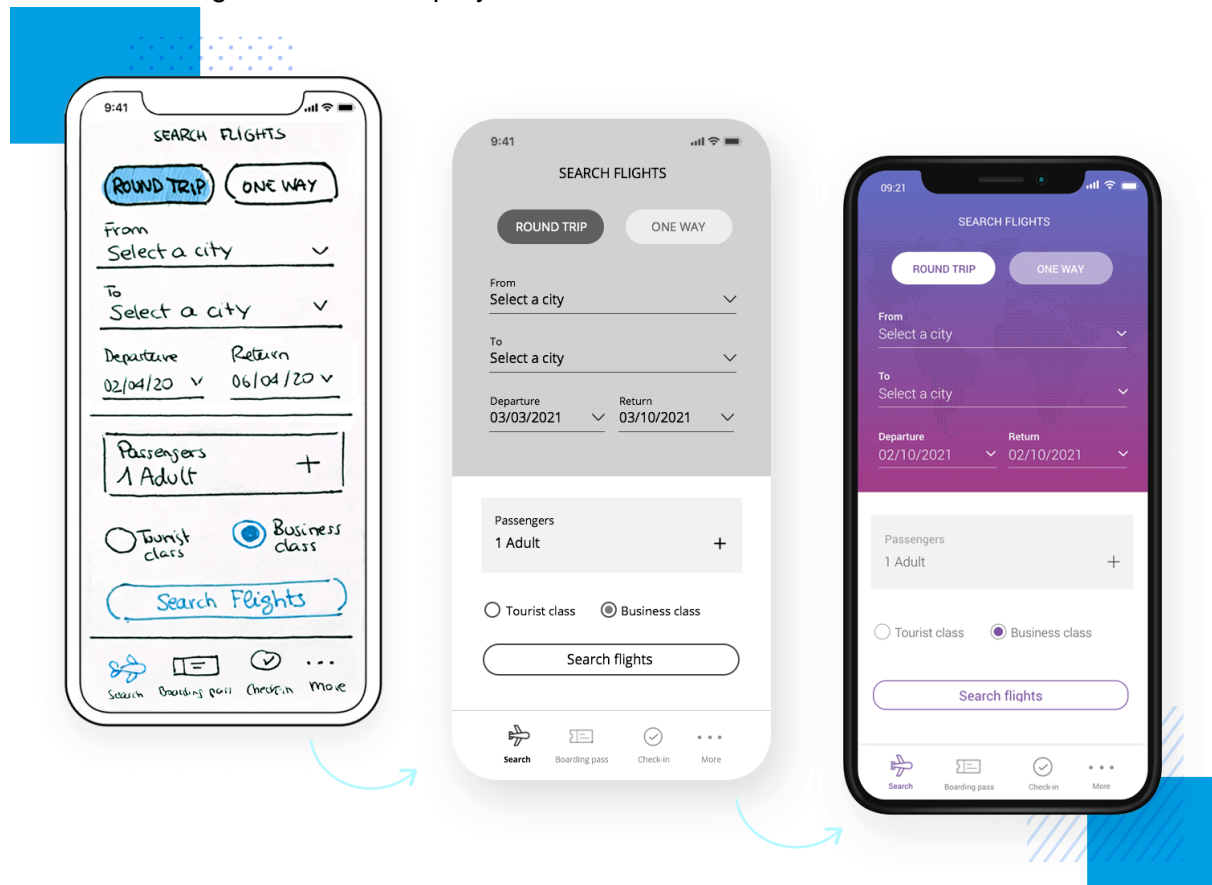 9:41
SEARCH FLIGHTS
ROUND TRIP ONE WAY
From
Select a city
To
Select a city
Departure Return
02/04/20 06/04/20
Passengers
1 Adult +
Tourist class Business class
Search Flights
Search Boarding pass Check-in More
9:41
SEARCH FLIGHTS
ROUND TRIP ONE WAY
From
Select a city
To
Select a city
Departure Return
03/03/2021 03/10/2021
Passengers
1 Adult +
Tourist class Business class
Search flights
Search Boarding pass Check-in More
09:21
SEARCH FLIGHTS
ROUND TRIP ONE WAY
From
Select a city
To
Select a city
Departure Return
02/10/2021 02/10/2021
Passengers
1 Adult +
Tourist class Business class
Search flights
Search Boarding pass Check-in More